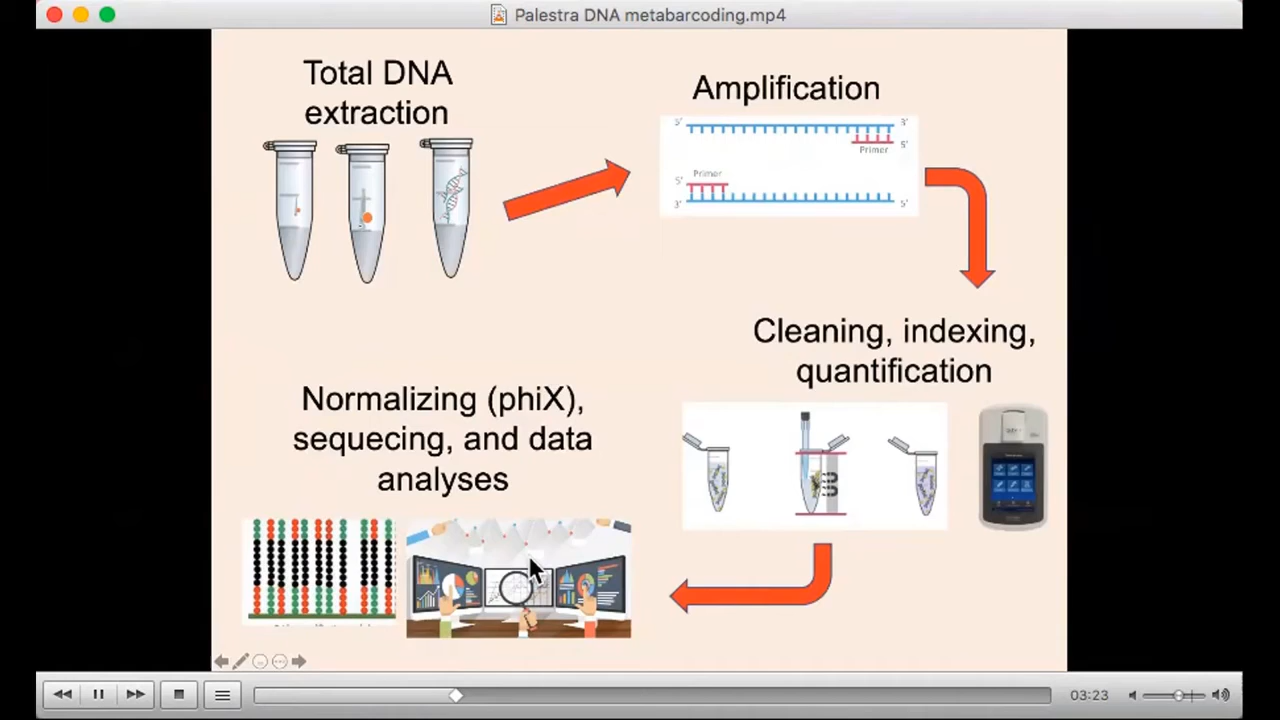 Palestra DNA metabarcoding.mp4
Total DNA
extraction
Amplification
5’ 3’
5’
Primer
Primer
5’
3’ 5’
Cleaning, indexing,
quantification
Normalizing (phiX),
sequecing, and data
analyses
03:23